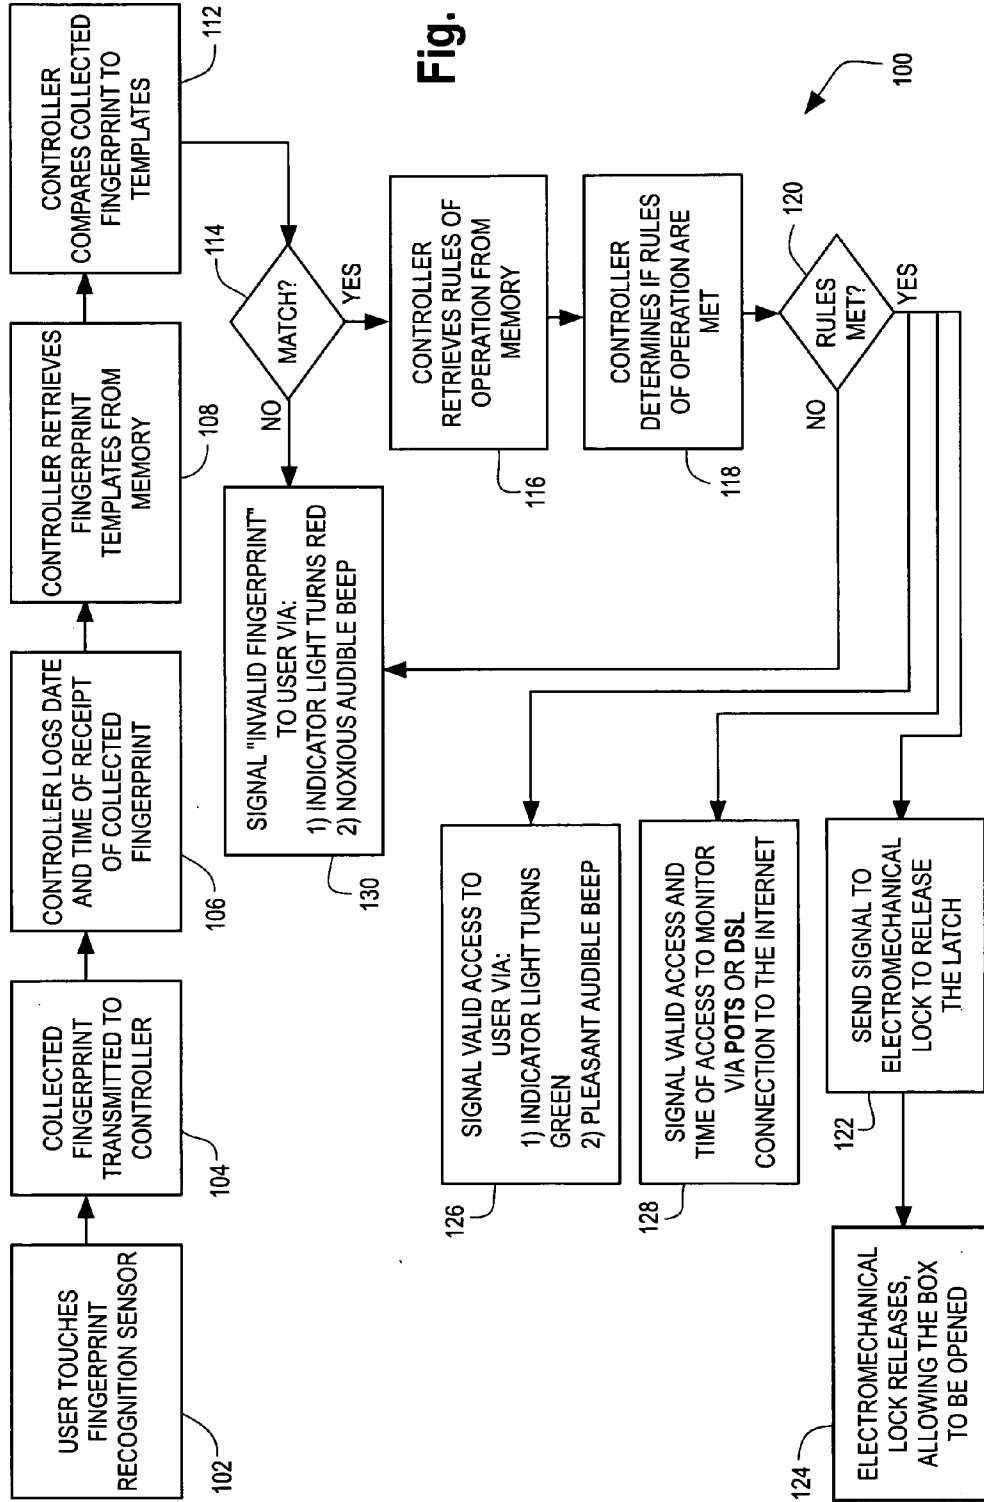 USER TOUCHES
FINGERPRINT
RECOGNITION SENSOR
102
COLLECTED
FINGERPRINT
TRANSMITTED TO
CONTROLLER
104
CONTROLLER LOGS DATE
AND TIME OF RECEIPT
OF COLLECTED
FINGERPRINT
106
CONTROLLER RETRIEVES
FINGERPRINT
TEMPLATES FROM
MEMORY
108
CONTROLLER
COMPARES COLLECTED
FINGERPRINT TO
TEMPLATES
112
114
MATCH?
NO
YES
SIGNAL "INVALID FINGERPRINT"
TO USER VIA:
1) INDICATOR LIGHT TURNS RED
2) NOXIOUS AUDIBLE BEEP
130
CONTROLLER
RETRIEVES RULES OF
OPERATION FROM
MEMORY
116
CONTROLLER
DETERMINES IF RULES
OF OPERATION ARE
MET
118
120
RULES
MET?
NO
YES
SIGNAL VALID ACCESS TO
USER VIA:
1) INDICATOR LIGHT TURNS
GREEN
2) PLEASANT AUDIBLE BEEP
126
SIGNAL VALID ACCESS AND
TIME OF ACCESS TO MONITOR
VIA POTS OR DSL
CONNECTION TO THE INTERNET
128
SEND SIGNAL TO
ELECTROMECHANICAL
LOCK TO RELEASE
THE LATCH
122
ELECTROMECHANICAL
LOCK RELEASES,
ALLOWING THE BOX
TO BE OPENED
124
Fig.
100